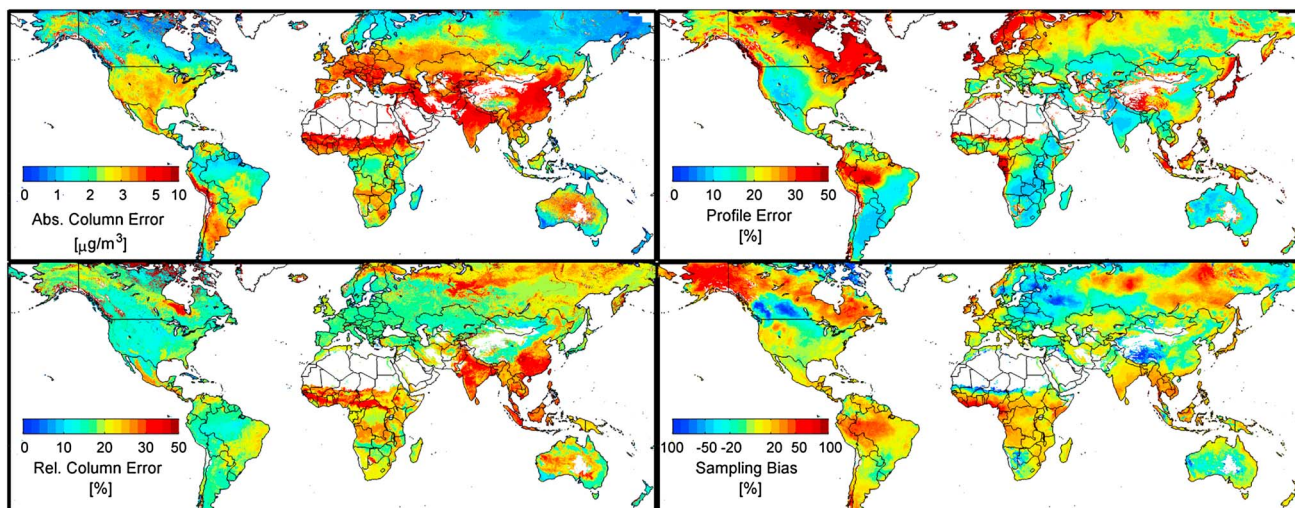 0 1 2 3 5 10
Abs. Column Error
[μg/m³]
0 10 20 30 50
Profile Error
[%]
0 10 20 30 50
Rel. Column Error
[%]
100 -50 -20 20 50 100
Sampling Bias
[%]